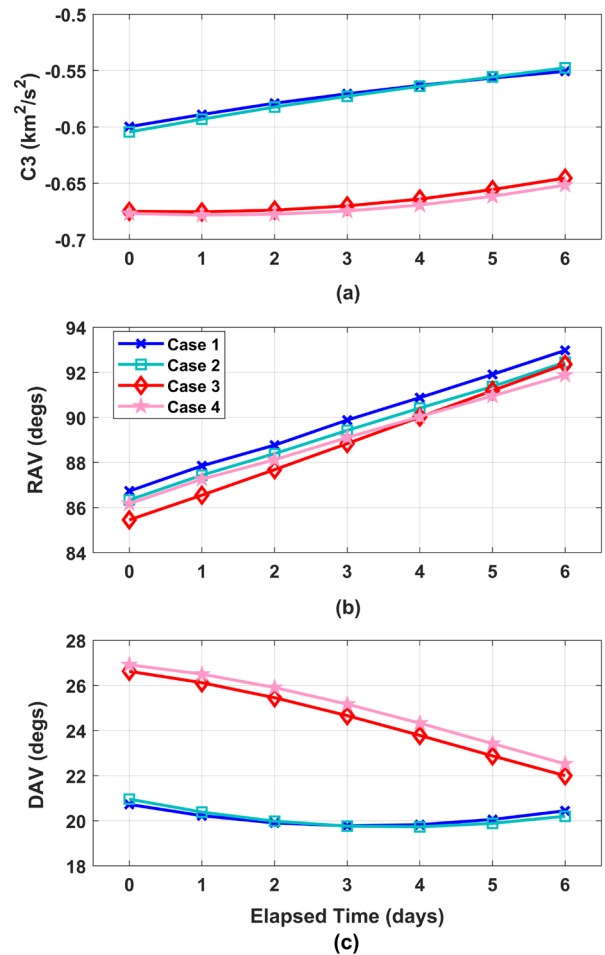 -0.5
-0.55
-0.6
-0.65
-0.7
C3 (km²/s²)
0 1 2 3 4 5 6
(a)
94
92
90
88
86
84
RAV (degs)
Case 1
Case 2
Case 3
Case 4
0 1 2 3 4 5 6
(b)
28
26
24
22
20
18
DAV (degs)
0 1 2 3 4 5 6
Elapsed Time (days)
(c)